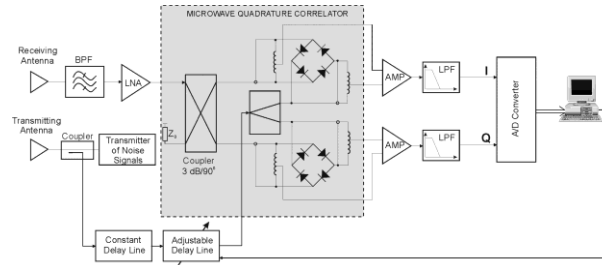 MICROWAVE QUADRATURE CORRELATOR
Receiving
Antenna
BPF
LNA
Transmitting
Antenna
Coupler
Transmitter
of Noise
Signals
Z₀
Coupler
3 dB/90°
Constant
Delay Line
Adjustable
Delay Line
AMP
LPF
I
AMP
LPF
Q
A/D Converter